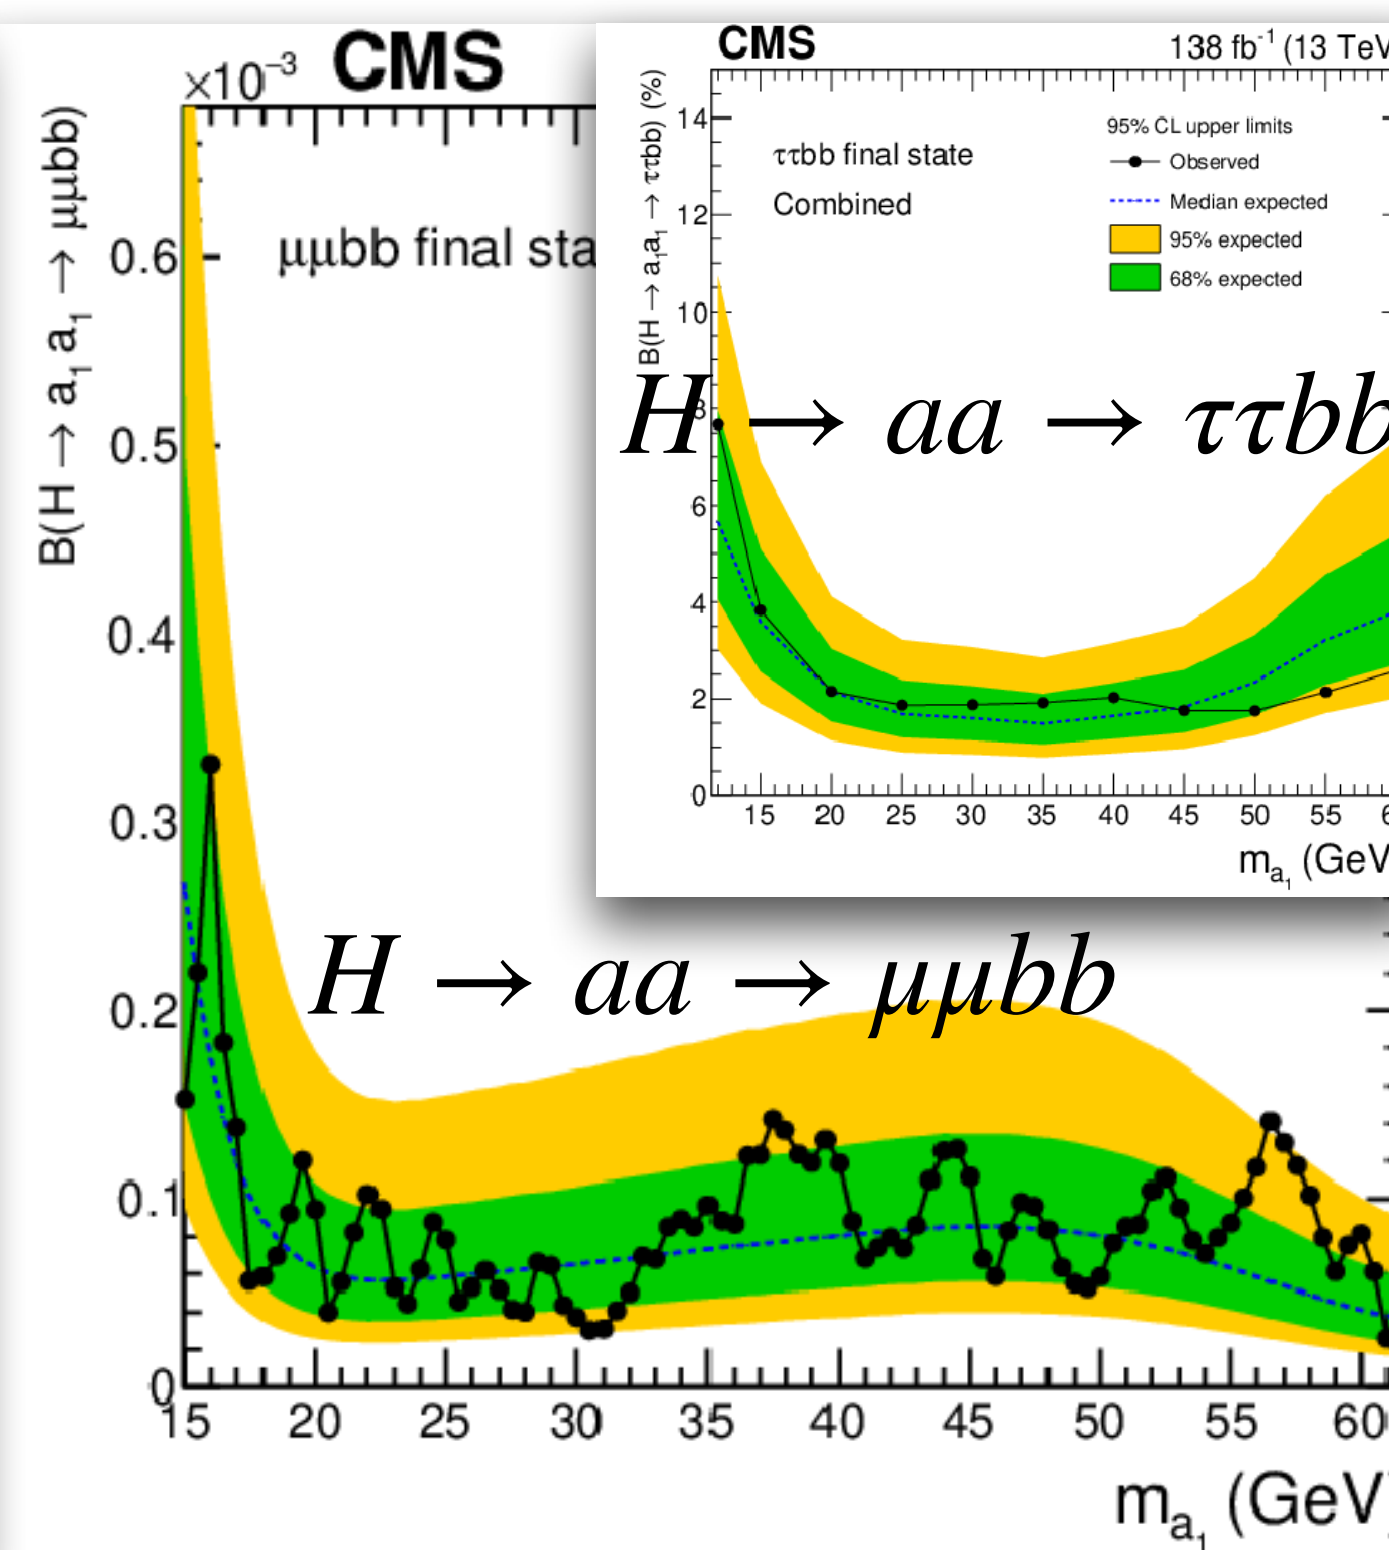 CMS
×10⁻³
B(H → a₁ a₁ → μμbb)
μμbb final sta
0.6
0.5
0.4
0.3
0.2
0.1
0
15 20 25 30 35 40 45 50 55 60
m_a₁ (GeV
H → aa → μμbb
CMS
138 fb⁻¹ (13 TeV
B(H → a₁a₁ → ττbb) (%)
ττbb final state
Combined
95% CL upper limits
Observed
Median expected
95% expected
68% expected
14
12
10
8
6
4
2
0
15 20 25 30 35 40 45 50 55 6
m_a₁ (GeV
H → aa → ττbb